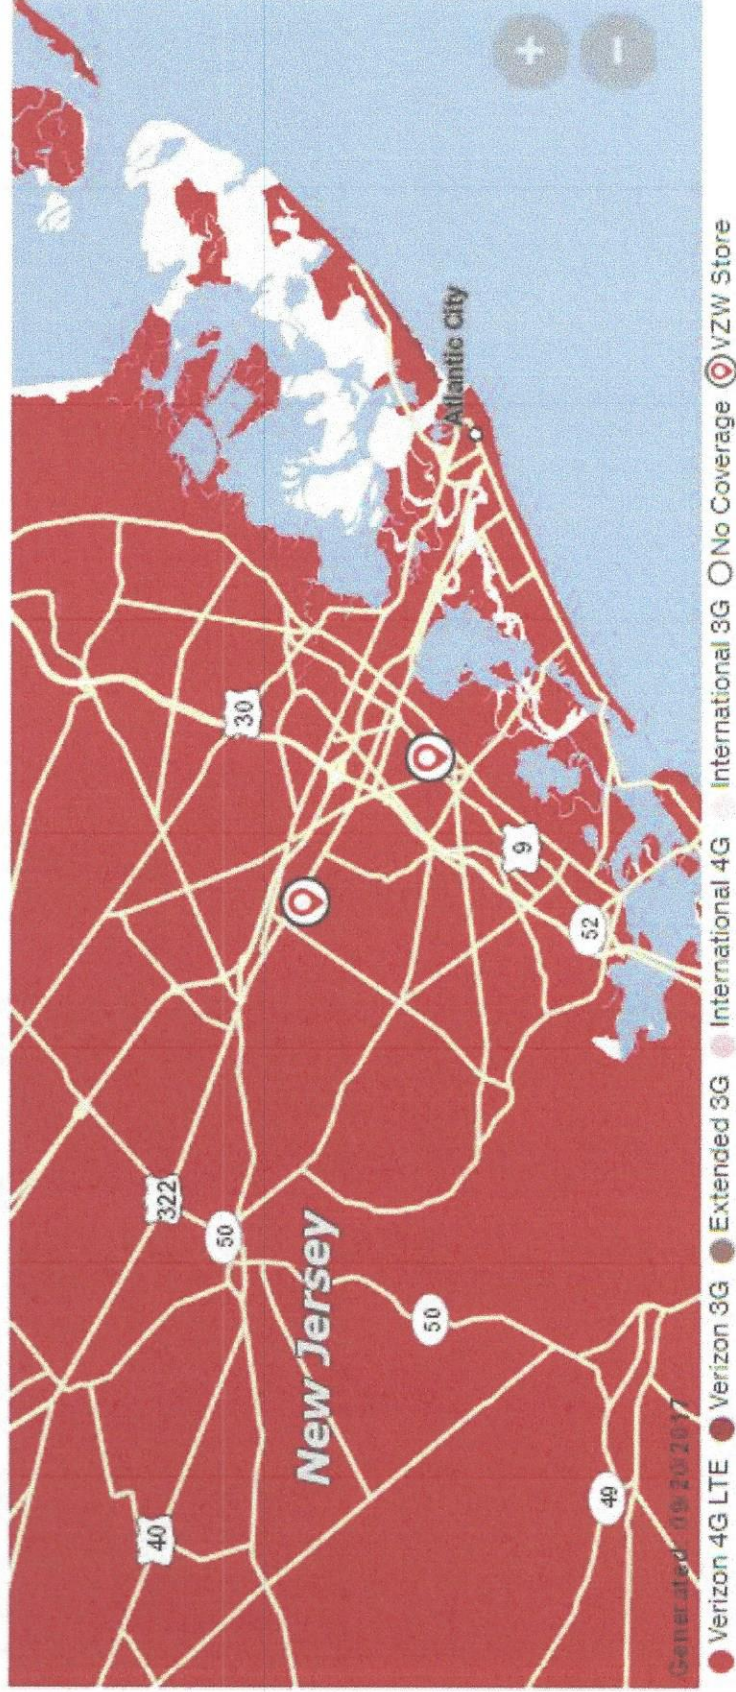 40
322
30
50
New Jersey
50
Atlantic City
9
+
52
49
−
Generated: 09/20/2017
Verizon 4G LTE Verizon 3G Extended 3G International 4G International 3G No Coverage VZW Store